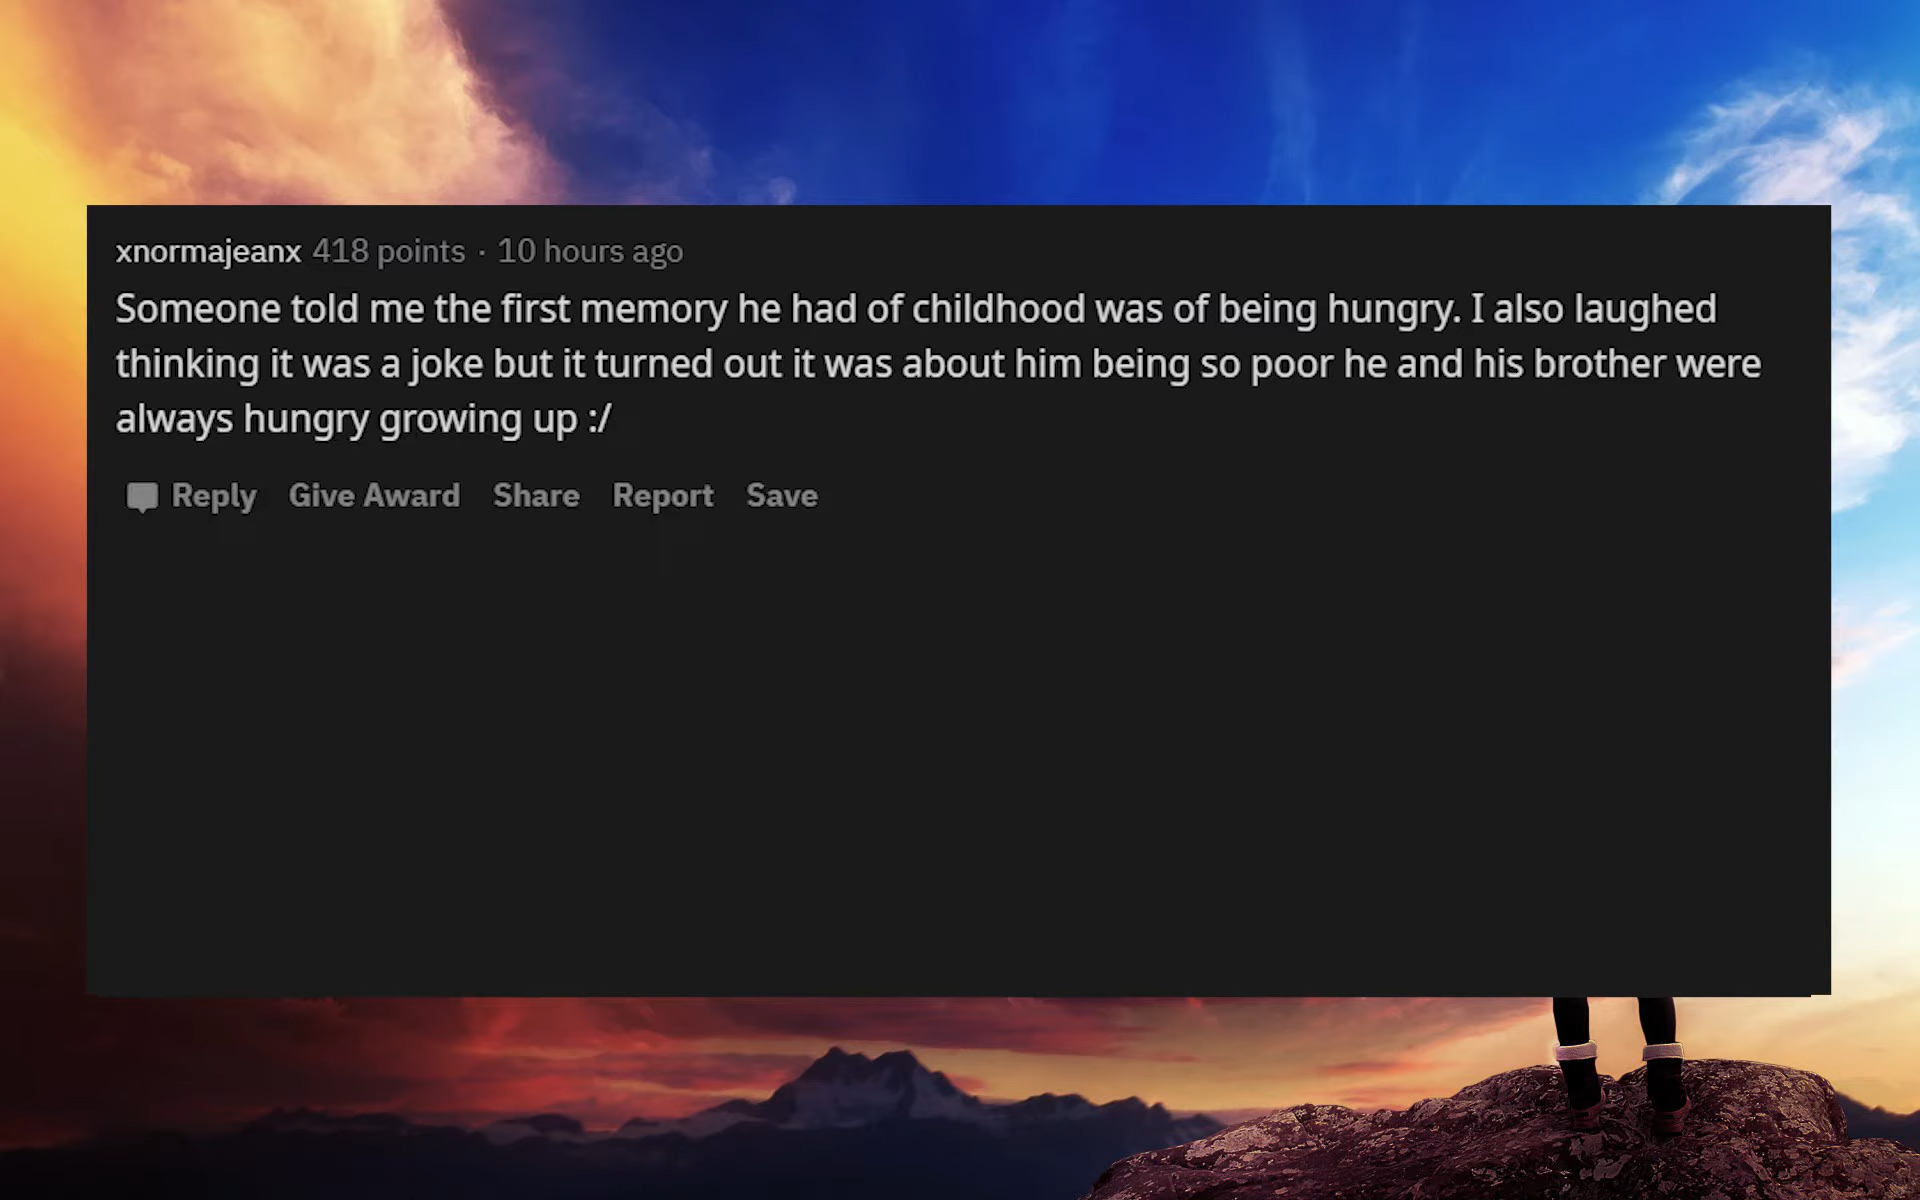 xnormajeanx 418 points · 10 hours ago
Someone told me the first memory he had of childhood was of being hungry. I also laughed
thinking it was a joke but it turned out it was about him being so poor he and his brother were
always hungry growing up :/
Reply Give Award Share Report Save